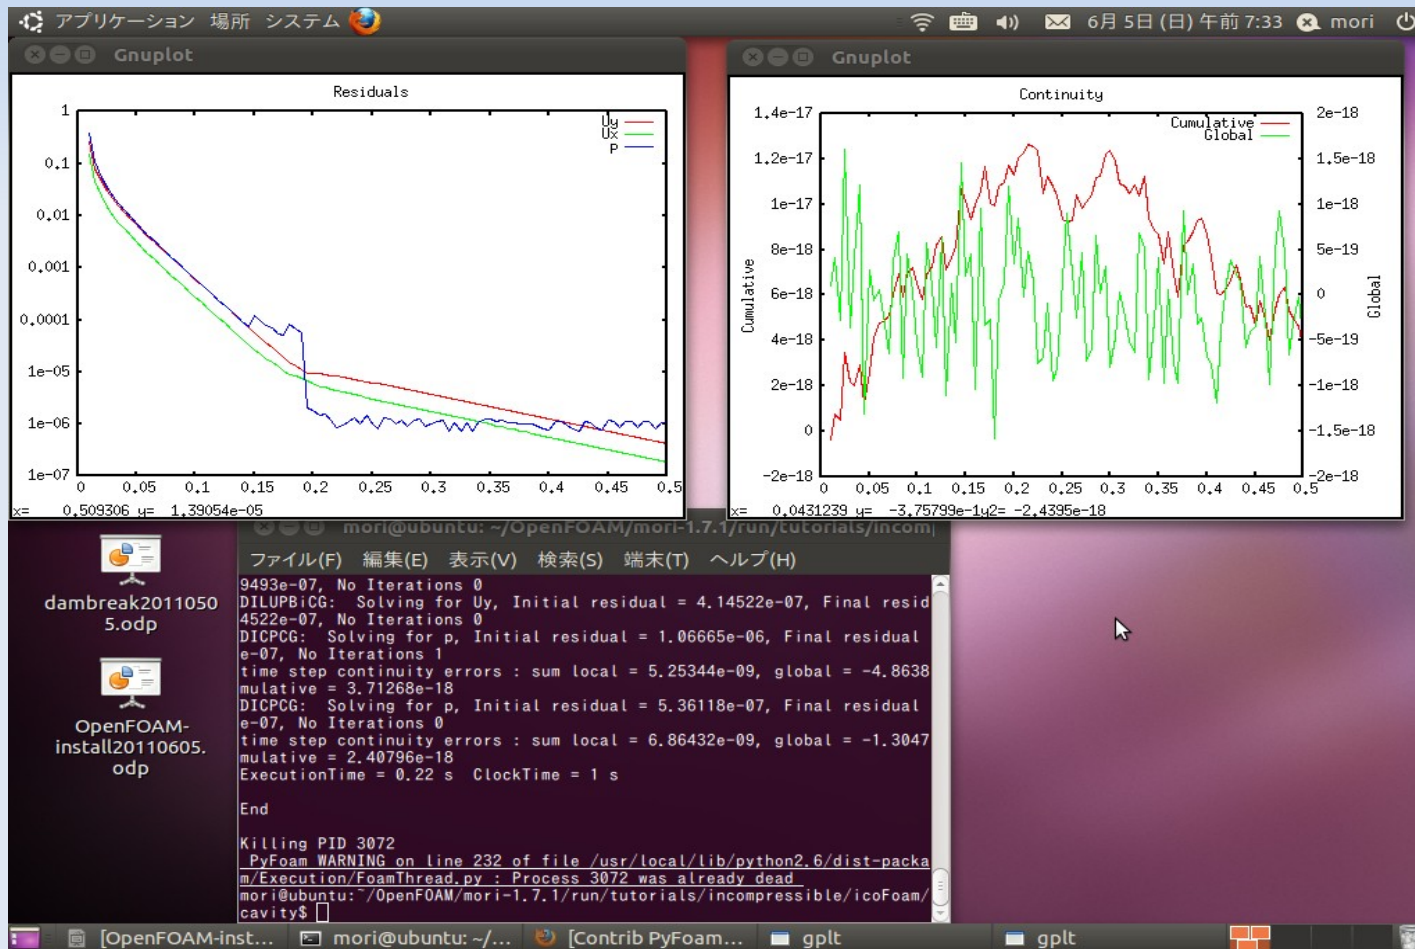 アプリケーション 場所 システム
6月 5日 (日) 午前 7:33 mori
Gnuplot
Residuals
Uy
Ux
p
1
0.1
0.01
0.001
0.0001
1e-05
1e-06
1e-07
0 0.05 0.1 0.15 0.2 0.25 0.3 0.35 0.4 0.45 0.5
x= 0.509306 y= 1.39054e-05
Gnuplot
Continuity
Cumulative
Global
1.4e-17
1.2e-17
1e-17
8e-18
6e-18
4e-18
2e-18
0
-2e-18
Cumulative
2e-18
1.5e-18
1e-18
5e-19
0
-5e-19
-1e-18
-1.5e-18
-2e-18
Global
0 0.05 0.1 0.15 0.2 0.25 0.3 0.35 0.4 0.45 0.5
x= 0.0431239 y= -3.75799e-1y2= -2.4395e-18
dambreak2011050
5.odp
OpenFOAM-
install20110605.
odp
mori@ubuntu: ~/OpenFOAM/mori-1.7.1/run/tutorials/incom
ファイル(F) 編集(E) 表示(V) 検索(S) 端末(T) ヘルプ(H)
9493e-07, No Iterations 0
DILUPBiCG:  Solving for Uy, Initial residual = 4.14522e-07, Final resid
4522e-07, No Iterations 0
DICPCG:  Solving for p, Initial residual = 1.06665e-06, Final residual
e-07, No Iterations 1
time step continuity errors : sum local = 5.25344e-09, global = -4.8638
mulative = 3.71268e-18
DICPCG:  Solving for p, Initial residual = 5.36118e-07, Final residual
e-07, No Iterations 0
time step continuity errors : sum local = 6.86432e-09, global = -1.3047
mulative = 2.40796e-18
ExecutionTime = 0.22 s  ClockTime = 1 s
End
Killing PID 3072
PyFoam WARNING on line 232 of file /usr/local/lib/python2.6/dist-packa
m/Execution/FoamThread.py : Process 3072 was already dead
mori@ubuntu:~/OpenFOAM/mori-1.7.1/run/tutorials/incompressible/icoFoam/
cavity$
[OpenFOAM-inst... mori@ubuntu: ~/... [Contrib PyFoam... gplt gplt